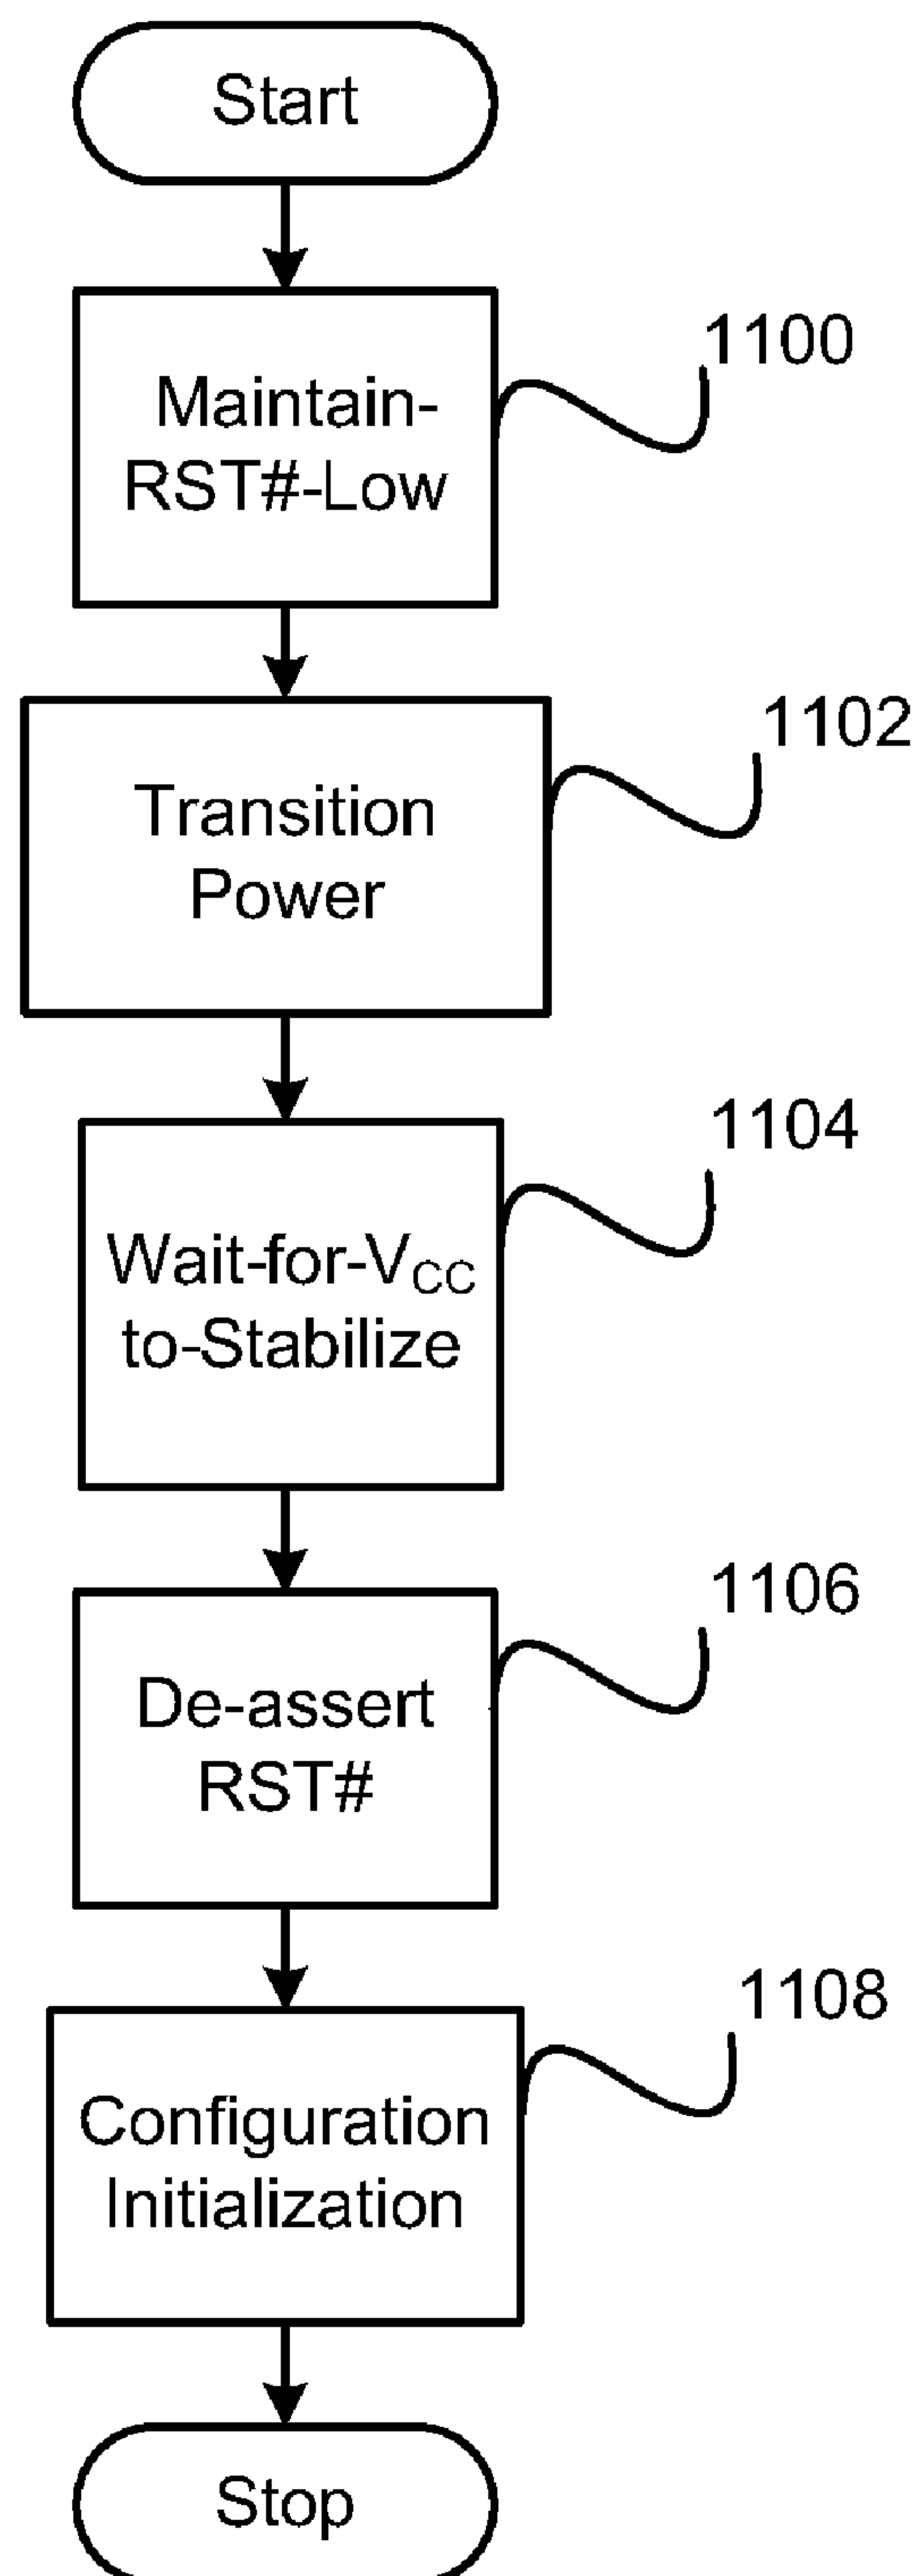 Start
1100
Maintain-
RST#-Low
1102
Transition
Power
1104
Wait-for-VCC
to-Stabilize
1106
De-assert
RST#
1108
Configuration
Initialization
Stop